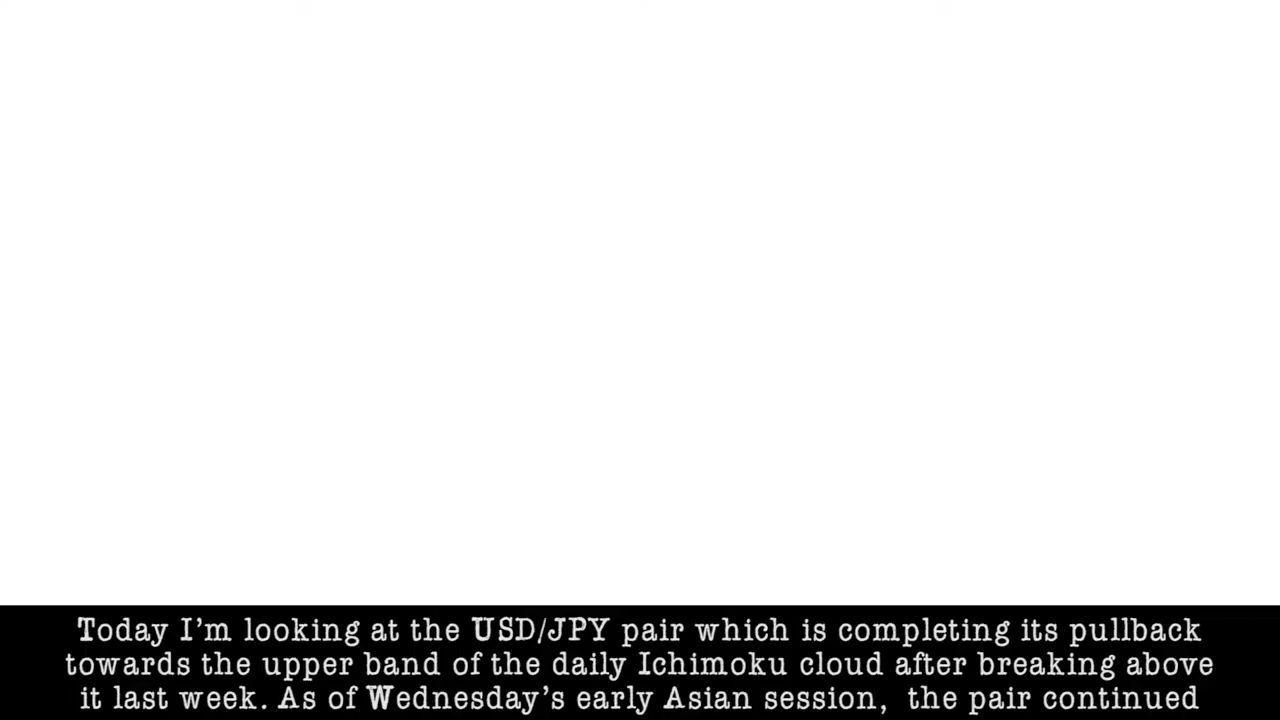 Today I'm looking at the USD/JPY pair which is completing its pullback
towards the upper band of the daily Ichimoku cloud after breaking above
it last week. As of Wednesday's early Asian session,  the pair continued